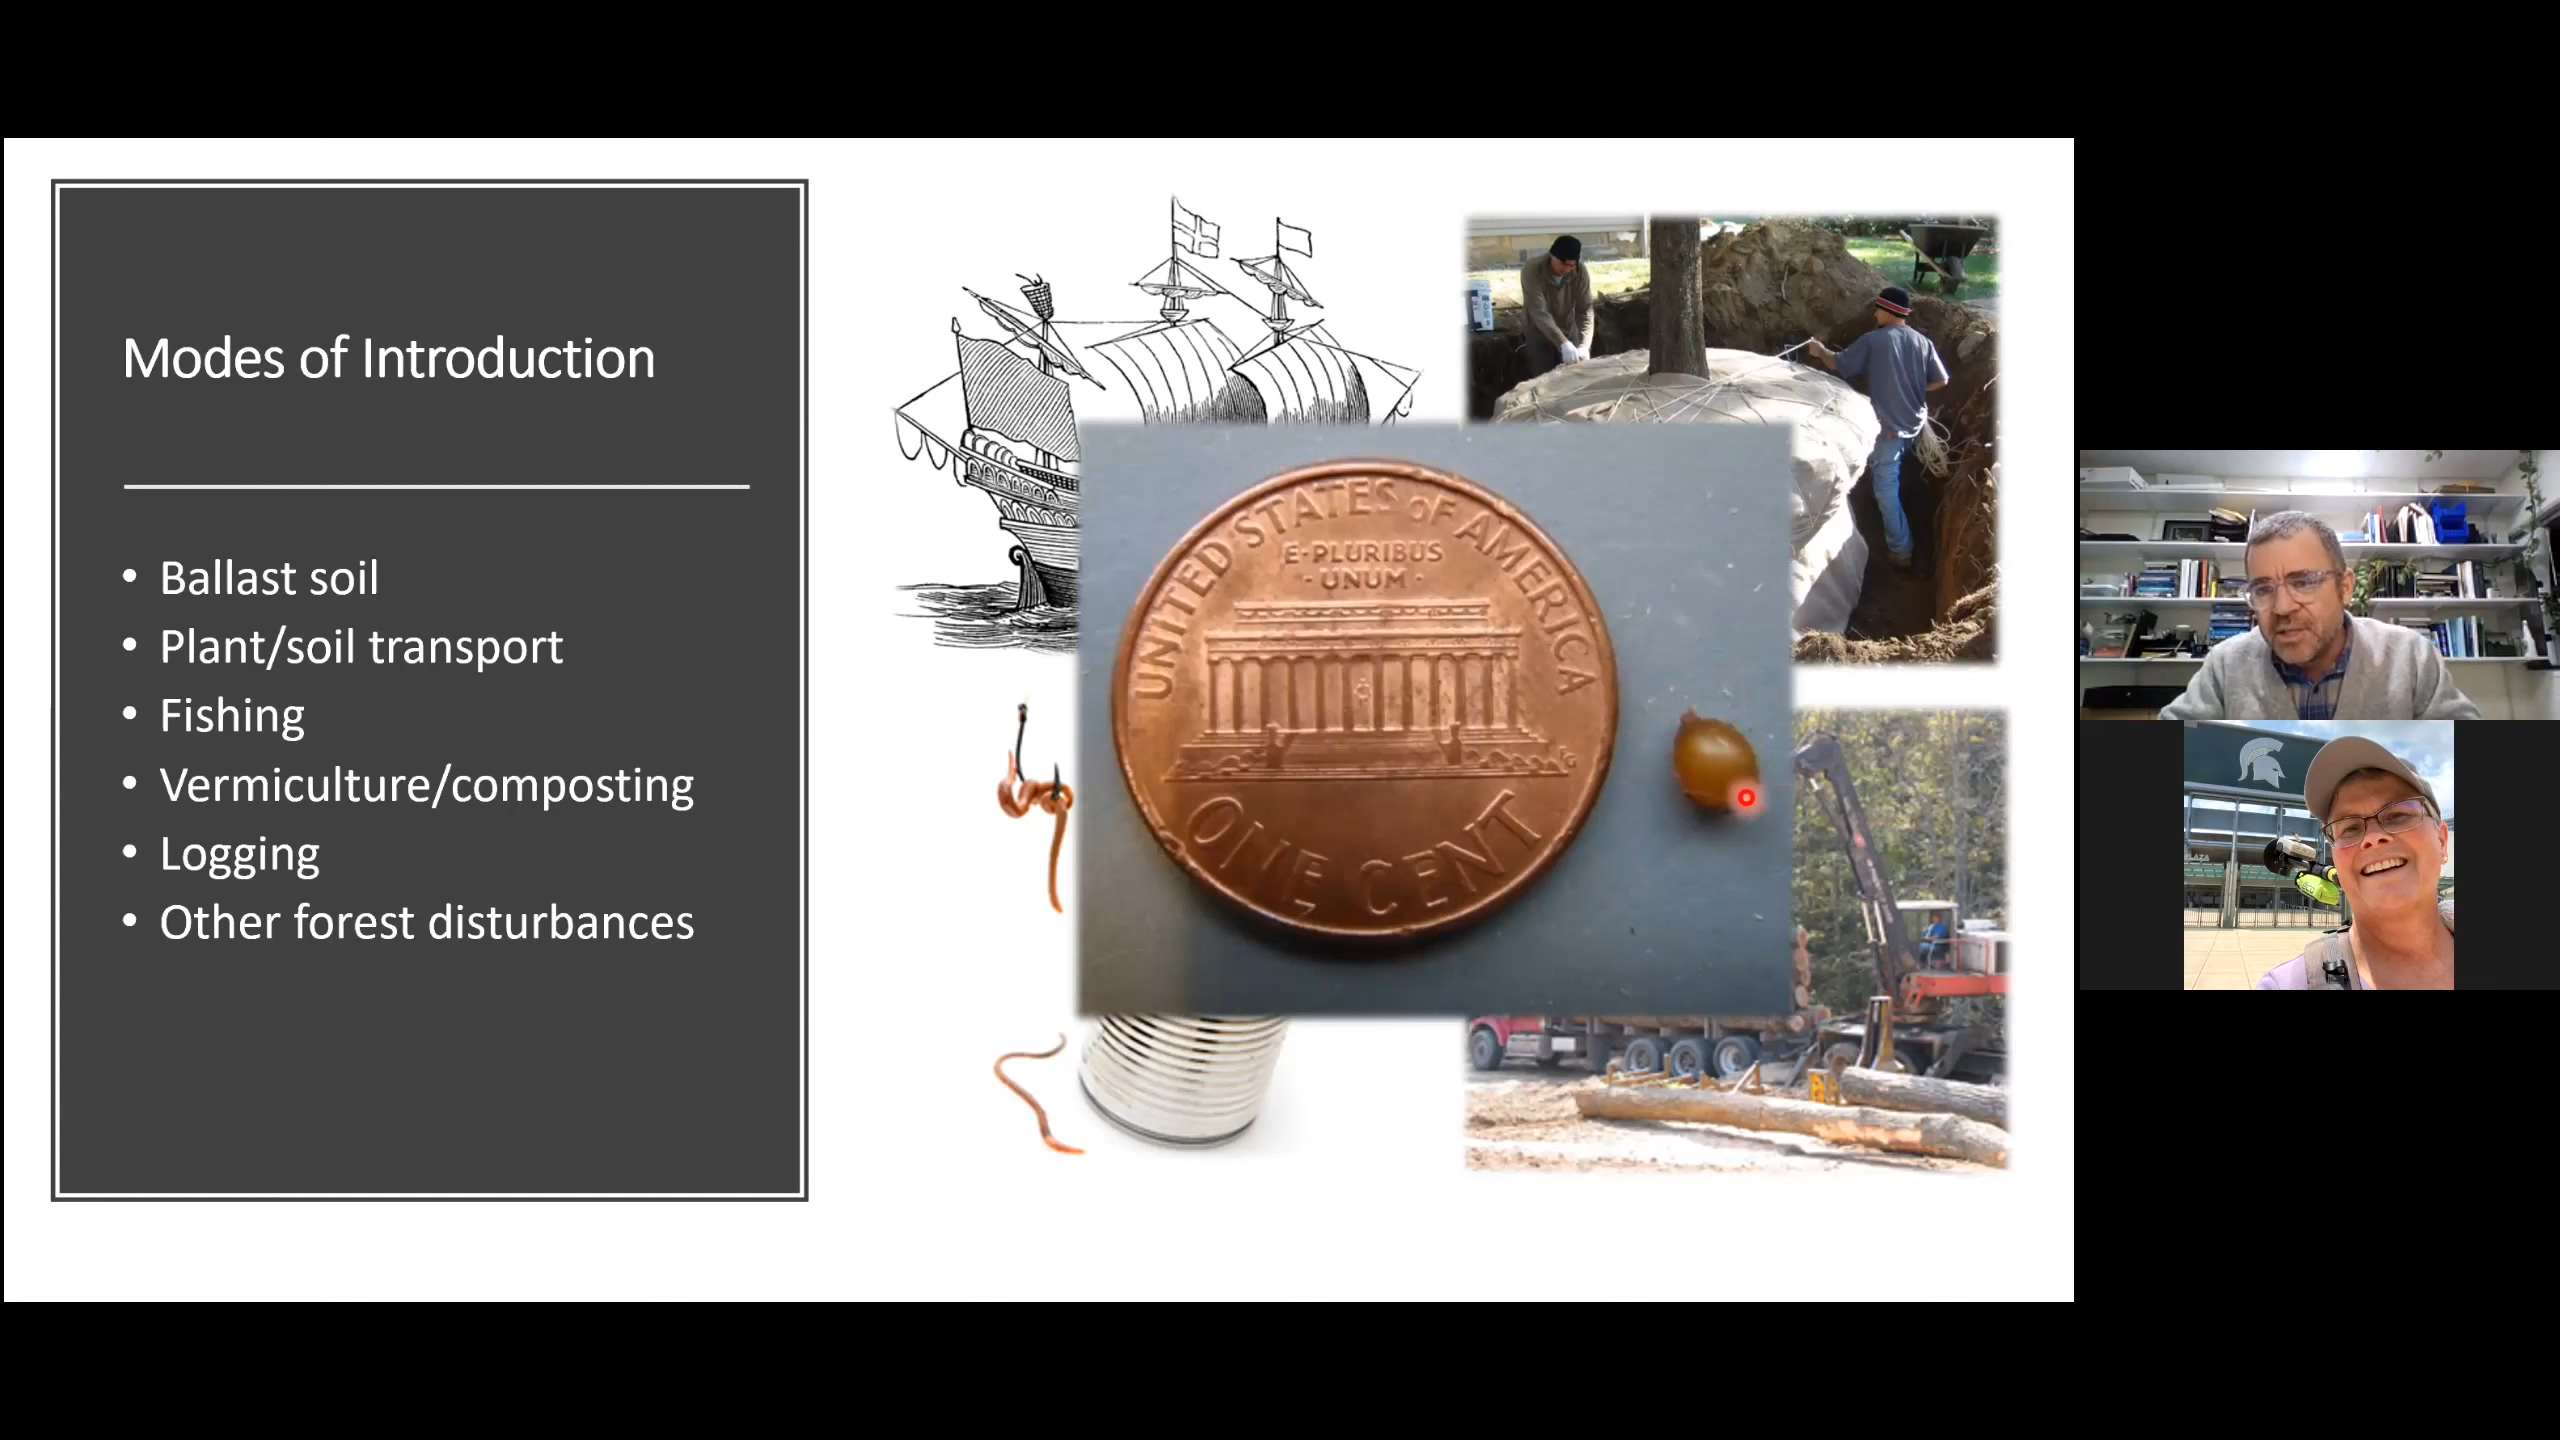 Modes of Introduction
• Ballast soil
• Plant/soil transport
• Fishing
• Vermiculture/composting
• Logging
• Other forest disturbances
UNITED STATES OF AMERICA
E·PLURIBUS
·UNUM·
ONE CENT
PLAZA